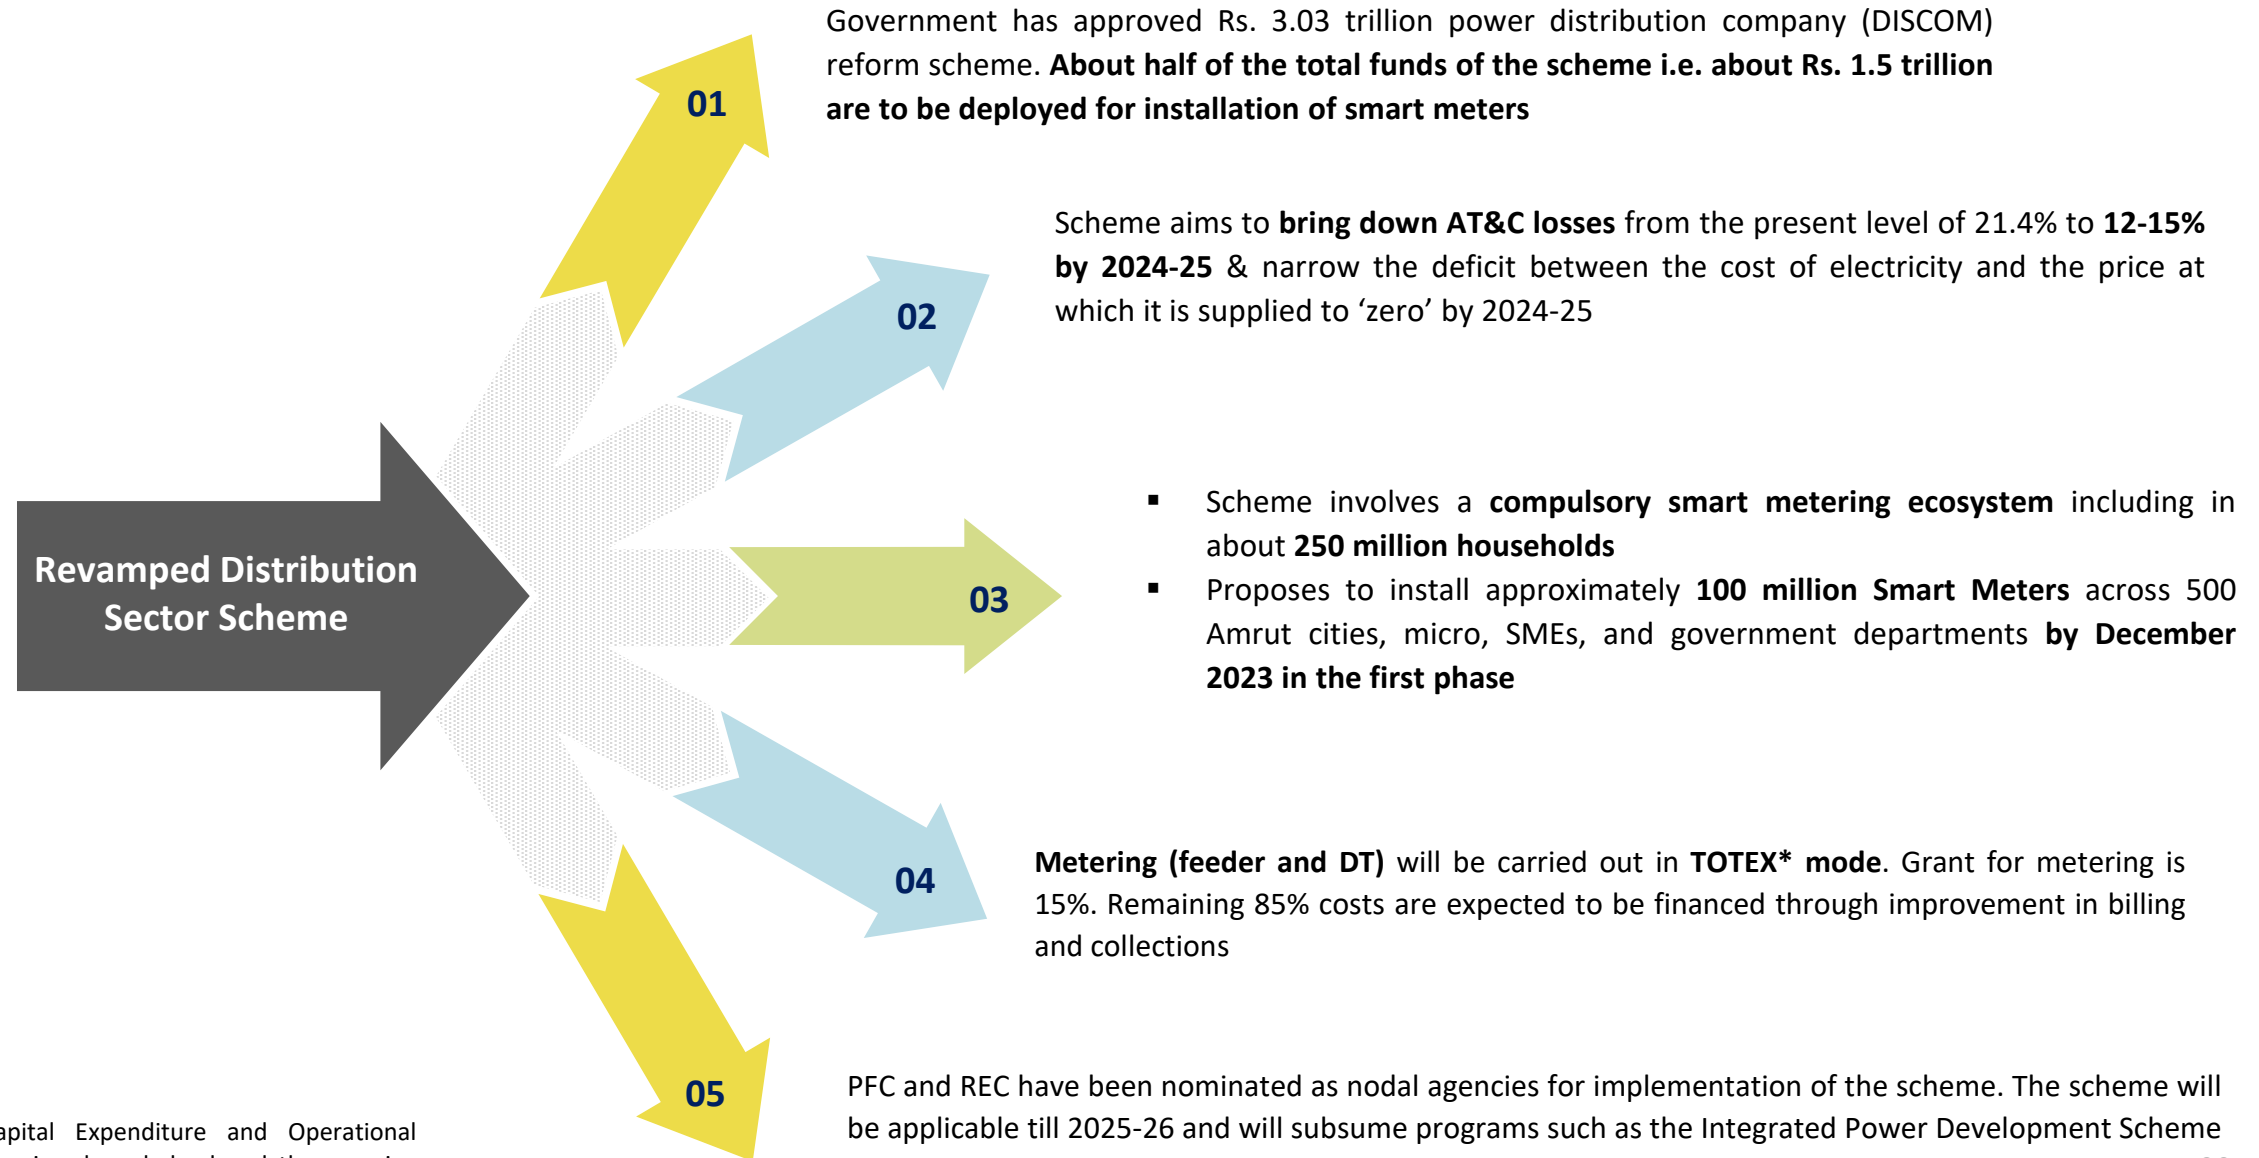 Government has approved Rs. 3.03 trillion power distribution company (DISCOM)
reform scheme. About half of the total funds of the scheme i.e. about Rs. 1.5 trillion
are to be deployed for installation of smart meters
01
Scheme aims to bring down AT&C losses from the present level of 21.4% to 12-15%
by 2024-25 & narrow the deficit between the cost of electricity and the price at
which it is supplied to ‘zero’ by 2024-25
02
Revamped Distribution
Sector Scheme
▪ Scheme involves a compulsory smart metering ecosystem including in
about 250 million households
▪ Proposes to install approximately 100 million Smart Meters across 500
Amrut cities, micro, SMEs, and government departments by December
2023 in the first phase
03
Metering (feeder and DT) will be carried out in TOTEX* mode. Grant for metering is
15%. Remaining 85% costs are expected to be financed through improvement in billing
and collections
04
05
PFC and REC have been nominated as nodal agencies for implementation of the scheme. The scheme will
be applicable till 2025-26 and will subsume programs such as the Integrated Power Development Scheme
Expenditure and Operational